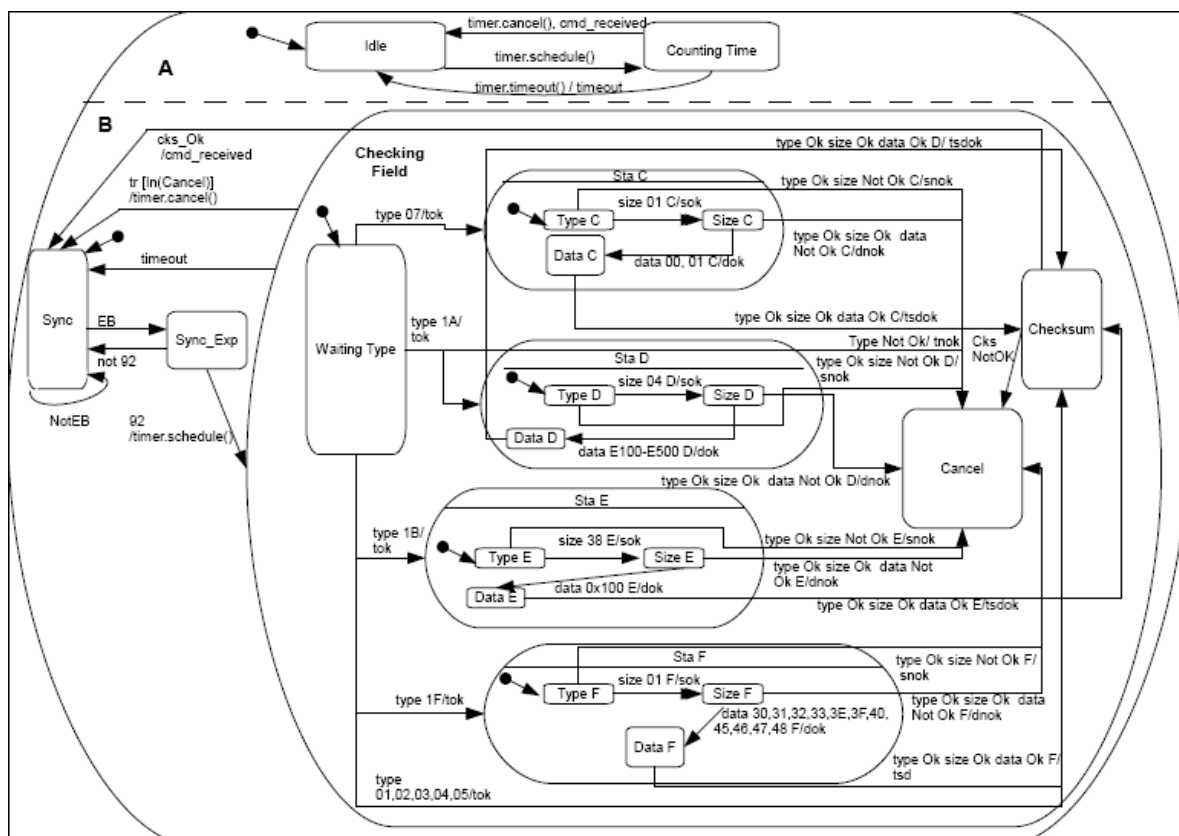 timer.cancel(), cmd_received
Idle
Counting Time
timer.schedule()
A
timer.timeout() / timeout
B
cks_Ok
/cmd_received
Checking
Field
type Ok size Ok data Ok D/ tsdok
tr [In(Cancel)]
/timer.cancel()
Sta C
type Ok size Not Ok C/snok
type 07/tok
size 01 C/sok
Type C
Size C
type Ok size Ok data
Not Ok C/dnok
timeout
Data C
data 00, 01 C/dok
Sync
EB
Sync_Exp
not 92
NotEB
92
/timer.schedule()
Waiting Type
type 1A/
tok
type Ok size Ok data Ok C/tsdok
Checksum
Type Not Ok/ tnok
Cks
NotOK
Sta D
type Ok size Not Ok D/
snok
size 04 D/sok
Type D
Size D
Data D
data E100-E500 D/dok
Cancel
type Ok size Ok data Not Ok D/dnok
Sta E
type 1B/
tok
size 38 E/sok
Type E
Size E
type Ok size Not Ok E/snok
type Ok size Ok data Not
Ok E/dnok
Data E
data 0x100 E/dok
type Ok size Ok data Ok E/tsdok
Sta F
type Ok size Not Ok F/
snok
size 01 F/sok
Type F
Size F
type 1F/tok
type Ok size Ok data
Not Ok F/dnok
data 30,31,32,33,3E,3F,40,
45,46,47,48 F/dok
Data F
type Ok size Ok data Ok F/
tsd
type
01,02,03,04,05/tok